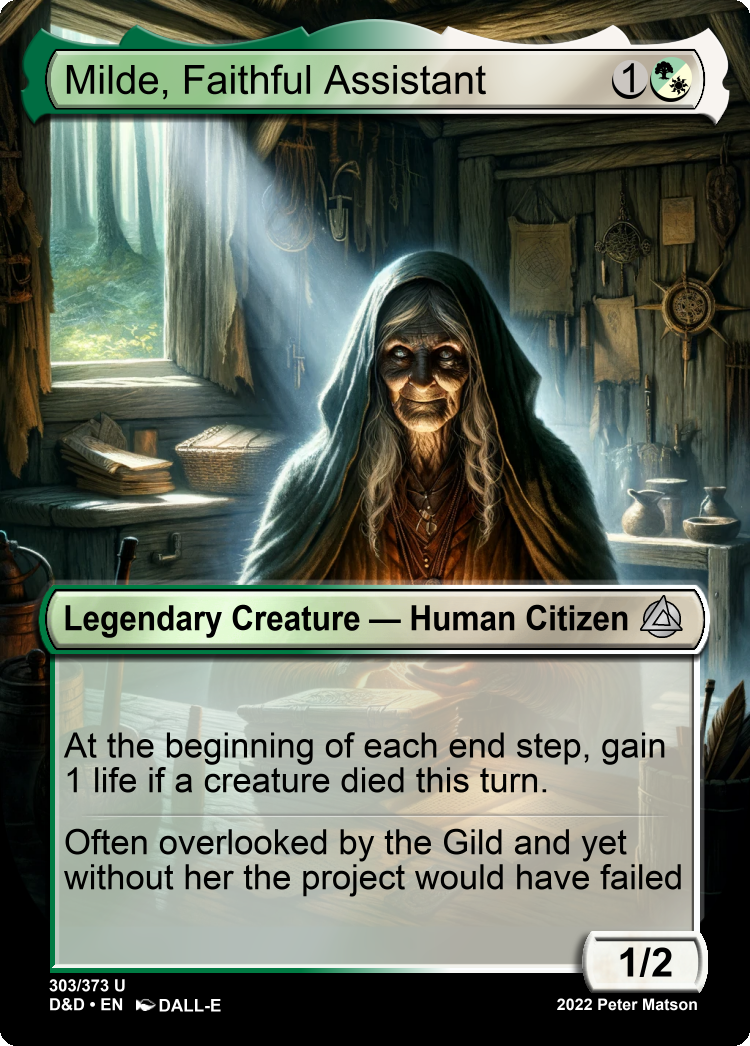 Milde, Faithful Assistant 1
Legendary Creature — Human Citizen
At the beginning of each end step, gain
1 life if a creature died this turn.
Often overlooked by the Gild and yet
without her the project would have failed
1/2
303/373 U
D&D • EN DALL-E
2022 Peter Matson